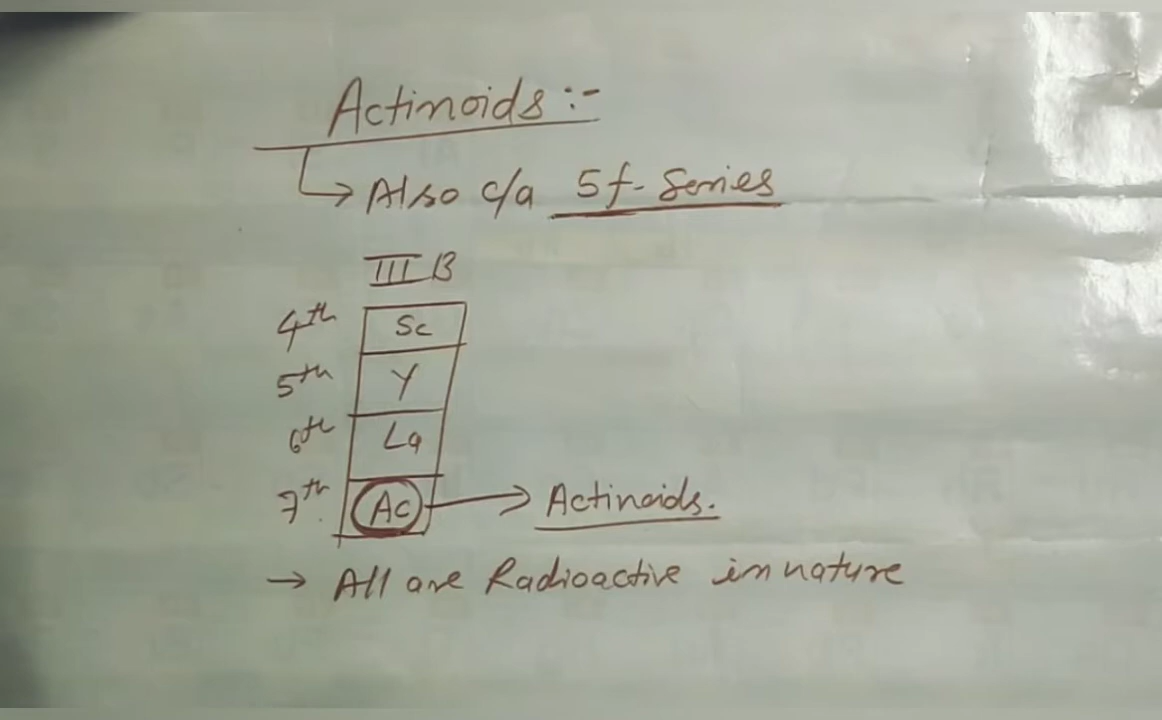 Actinoids :-
↳ Also c/a 5f- Series
III B
4th Sc
5th Y
6th La
7th Ac → Actinoids.
→ All are Radioactive in nature